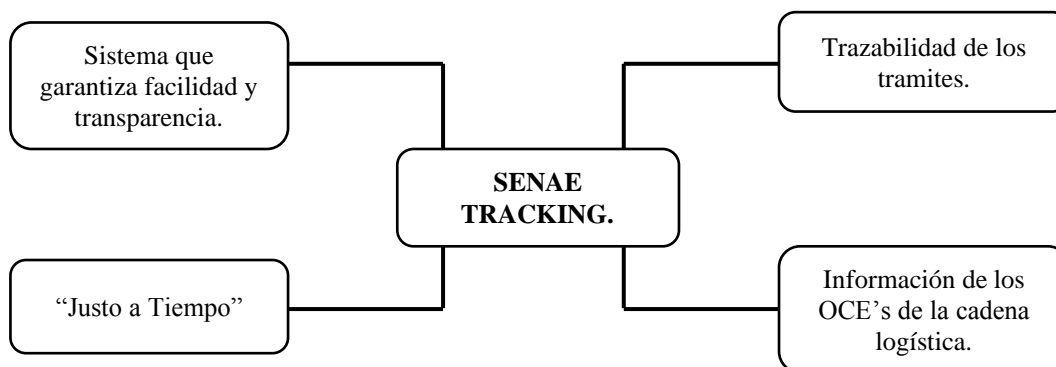 Sistema que
garantiza facilidad y
transparencia.
Trazabilidad de los
tramites.
SENAE
TRACKING.
“Justo a Tiempo”
Información de los
OCE’s de la cadena
logística.